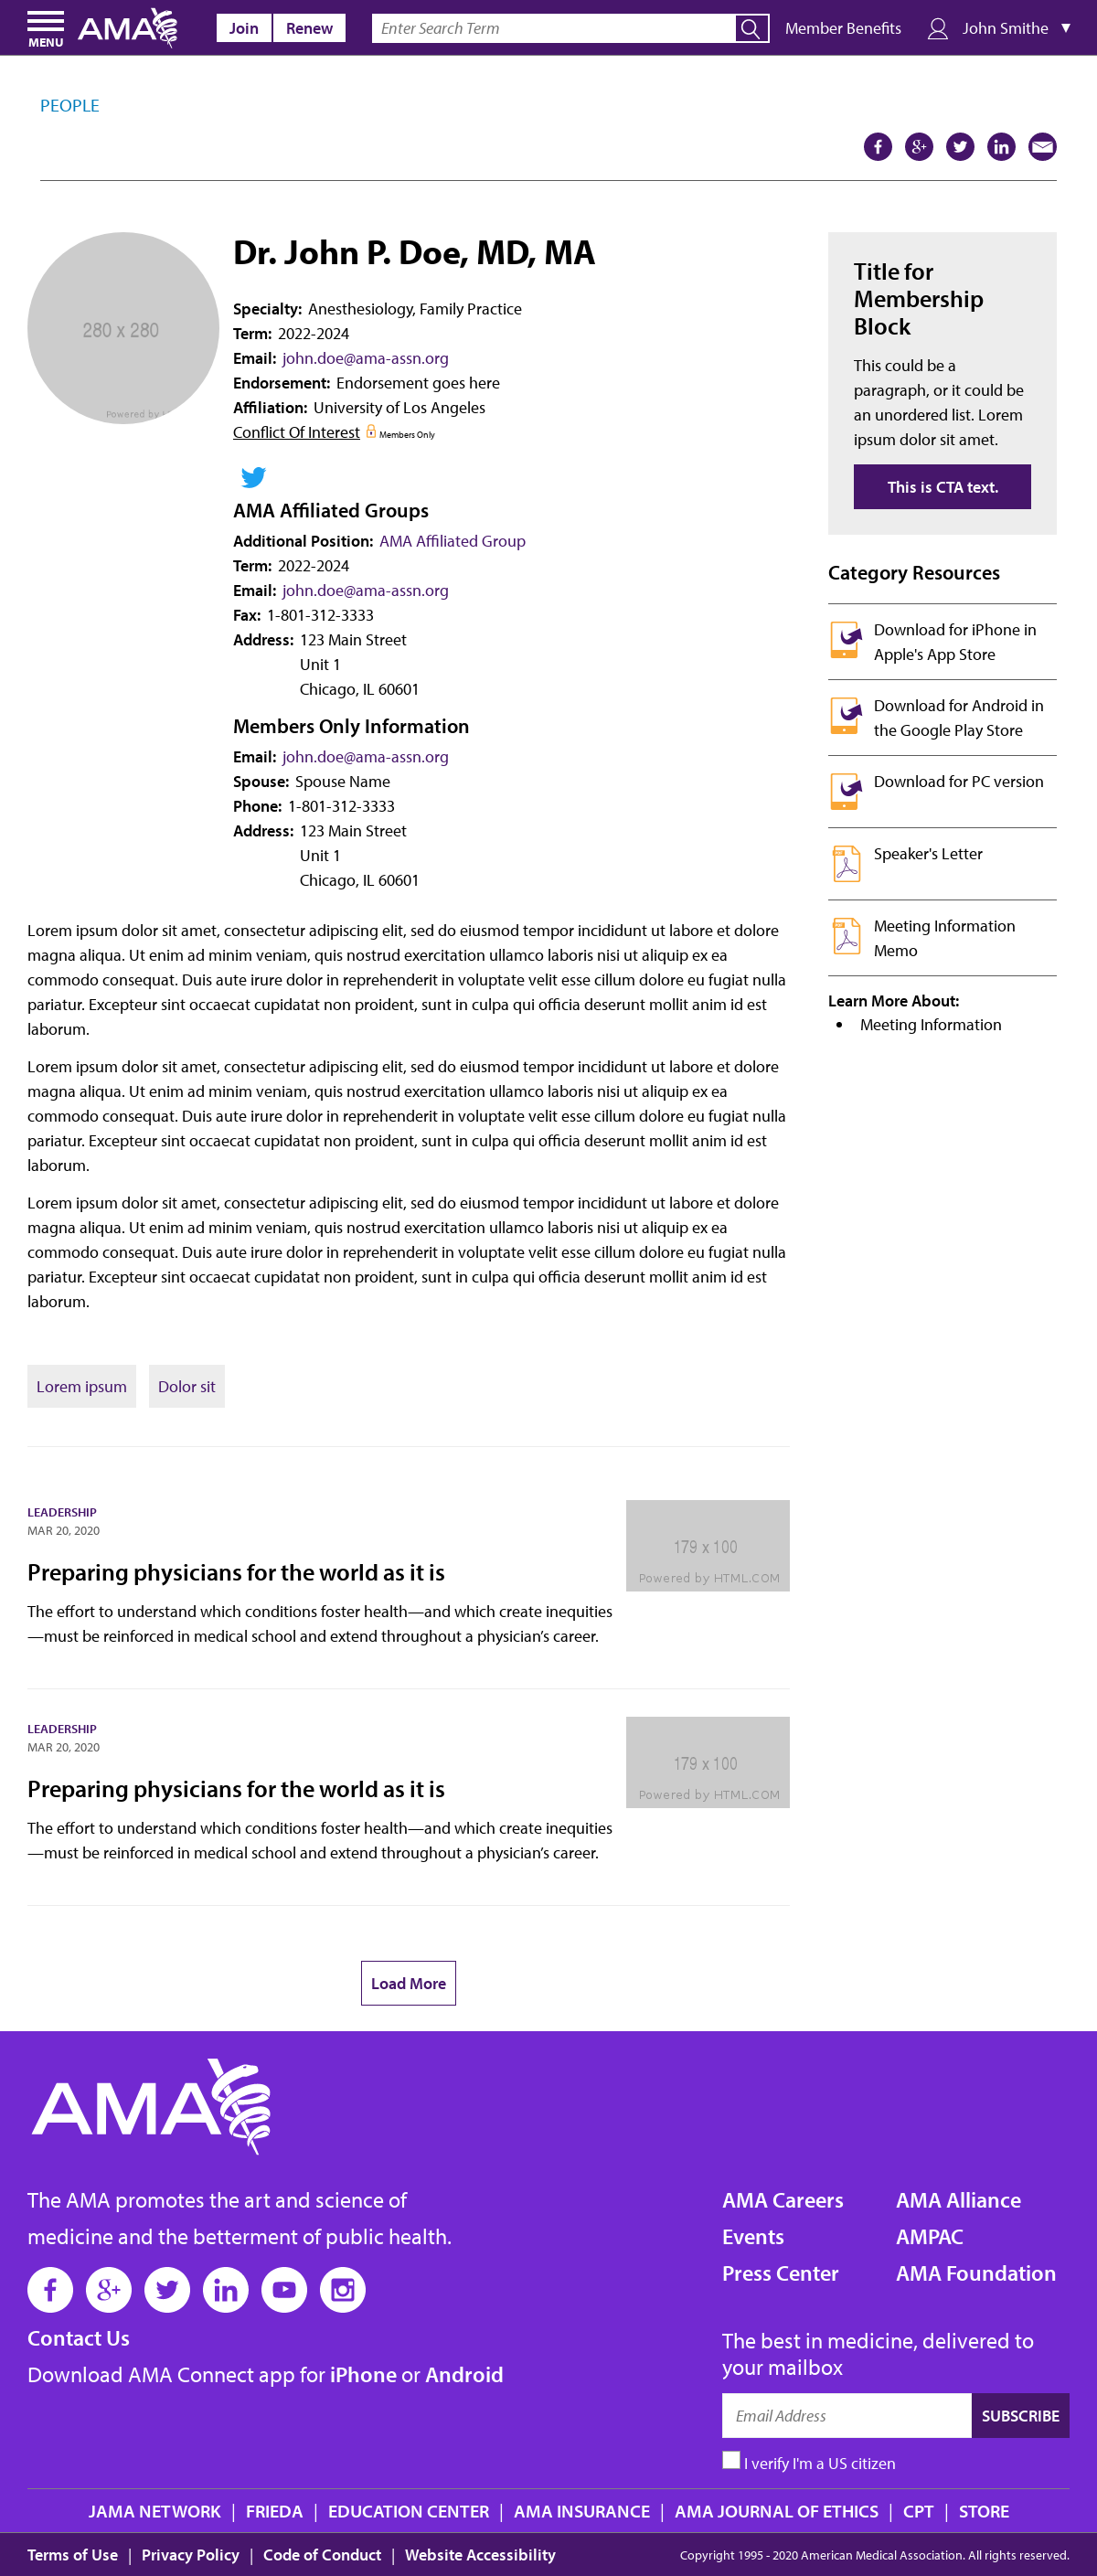 MENU
AMA
Join
Renew
Enter Search Term
Member Benefits
John Smithe
PEOPLE
280 x 280
Dr. John P. Doe, MD, MA
Specialty: Anesthesiology, Family Practice
Term: 2022-2024
Email: john.doe@ama-assn.org
Endorsement: Endorsement goes here
Affiliation: University of Los Angeles
Conflict Of Interest Members Only
Powered by
AMA Affiliated Groups
Additional Position: AMA Affiliated Group
Term: 2022-2024
Email: john.doe@ama-assn.org
Fax: 1-801-312-3333
Address: 123 Main Street
Unit 1
Chicago, IL 60601
Members Only Information
Email: john.doe@ama-assn.org
Spouse: Spouse Name
Phone: 1-801-312-3333
Address: 123 Main Street
Unit 1
Chicago, IL 60601
Lorem ipsum dolor sit amet, consectetur adipiscing elit, sed do eiusmod tempor incididunt ut labore et dolore
magna aliqua. Ut enim ad minim veniam, quis nostrud exercitation ullamco laboris nisi ut aliquip ex ea
commodo consequat. Duis aute irure dolor in reprehenderit in voluptate velit esse cillum dolore eu fugiat nulla
pariatur. Excepteur sint occaecat cupidatat non proident, sunt in culpa qui officia deserunt mollit anim id est
laborum.
Lorem ipsum dolor sit amet, consectetur adipiscing elit, sed do eiusmod tempor incididunt ut labore et dolore
magna aliqua. Ut enim ad minim veniam, quis nostrud exercitation ullamco laboris nisi ut aliquip ex ea
commodo consequat. Duis aute irure dolor in reprehenderit in voluptate velit esse cillum dolore eu fugiat nulla
pariatur. Excepteur sint occaecat cupidatat non proident, sunt in culpa qui officia deserunt mollit anim id est
laborum.
Lorem ipsum dolor sit amet, consectetur adipiscing elit, sed do eiusmod tempor incididunt ut labore et dolore
magna aliqua. Ut enim ad minim veniam, quis nostrud exercitation ullamco laboris nisi ut aliquip ex ea
commodo consequat. Duis aute irure dolor in reprehenderit in voluptate velit esse cillum dolore eu fugiat nulla
pariatur. Excepteur sint occaecat cupidatat non proident, sunt in culpa qui officia deserunt mollit anim id est
laborum.
Lorem ipsum
Dolor sit
Title for
Membership
Block
This could be a
paragraph, or it could be
an unordered list. Lorem
ipsum dolor sit amet.
This is CTA text.
Category Resources
Download for iPhone in
Apple's App Store
Download for Android in
the Google Play Store
Download for PC version
Speaker's Letter
Meeting Information
Memo
Learn More About:
Meeting Information
LEADERSHIP
MAR 20, 2020
Preparing physicians for the world as it is
The effort to understand which conditions foster health—and which create inequities
—must be reinforced in medical school and extend throughout a physician’s career.
179 x 100
Powered by HTML.COM
LEADERSHIP
MAR 20, 2020
Preparing physicians for the world as it is
The effort to understand which conditions foster health—and which create inequities
—must be reinforced in medical school and extend throughout a physician’s career.
179 x 100
Powered by HTML.COM
Load More
AMA
The AMA promotes the art and science of
medicine and the betterment of public health.
Contact Us
Download AMA Connect app for iPhone or Android
AMA Careers
Events
Press Center
AMA Alliance
AMPAC
AMA Foundation
The best in medicine, delivered to
your mailbox
Email Address
SUBSCRIBE
I verify I'm a US citizen
JAMA NETWORK | FRIEDA | EDUCATION CENTER | AMA INSURANCE | AMA JOURNAL OF ETHICS | CPT | STORE
Terms of Use | Privacy Policy | Code of Conduct | Website Accessibility
Copyright 1995 - 2020 American Medical Association. All rights reserved.